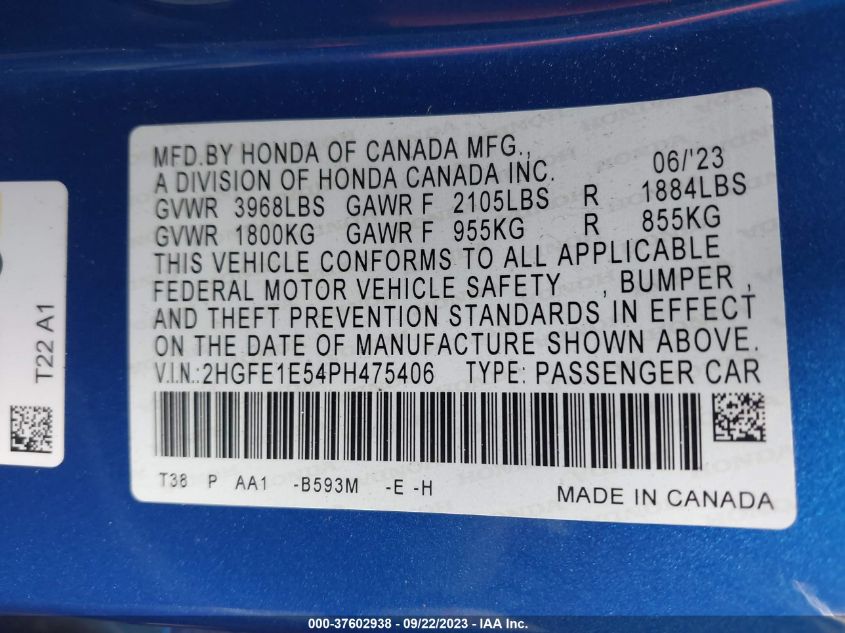 MFD.BY HONDA OF CANADA MFG.,
A DIVISION OF HONDA CANADA INC. 06/'23
GVWR 3968LBS GAWR F 2105LBS R 1884LBS
GVWR 1800KG GAWR F 955KG R 855KG
THIS VEHICLE CONFORMS TO ALL APPLICABLE
FEDERAL MOTOR VEHICLE SAFETY , BUMPER ,
AND THEFT PREVENTION STANDARDS IN EFFECT
ON THE DATE OF MANUFACTURE SHOWN ABOVE.
V.I.N.:2HGFE1E54PH475406 TYPE: PASSENGER CAR
T38 P AA1 -B593M -E -H
MADE IN CANADA
T22 A1
000-37602938 - 09/22/2023 - IAA Inc.